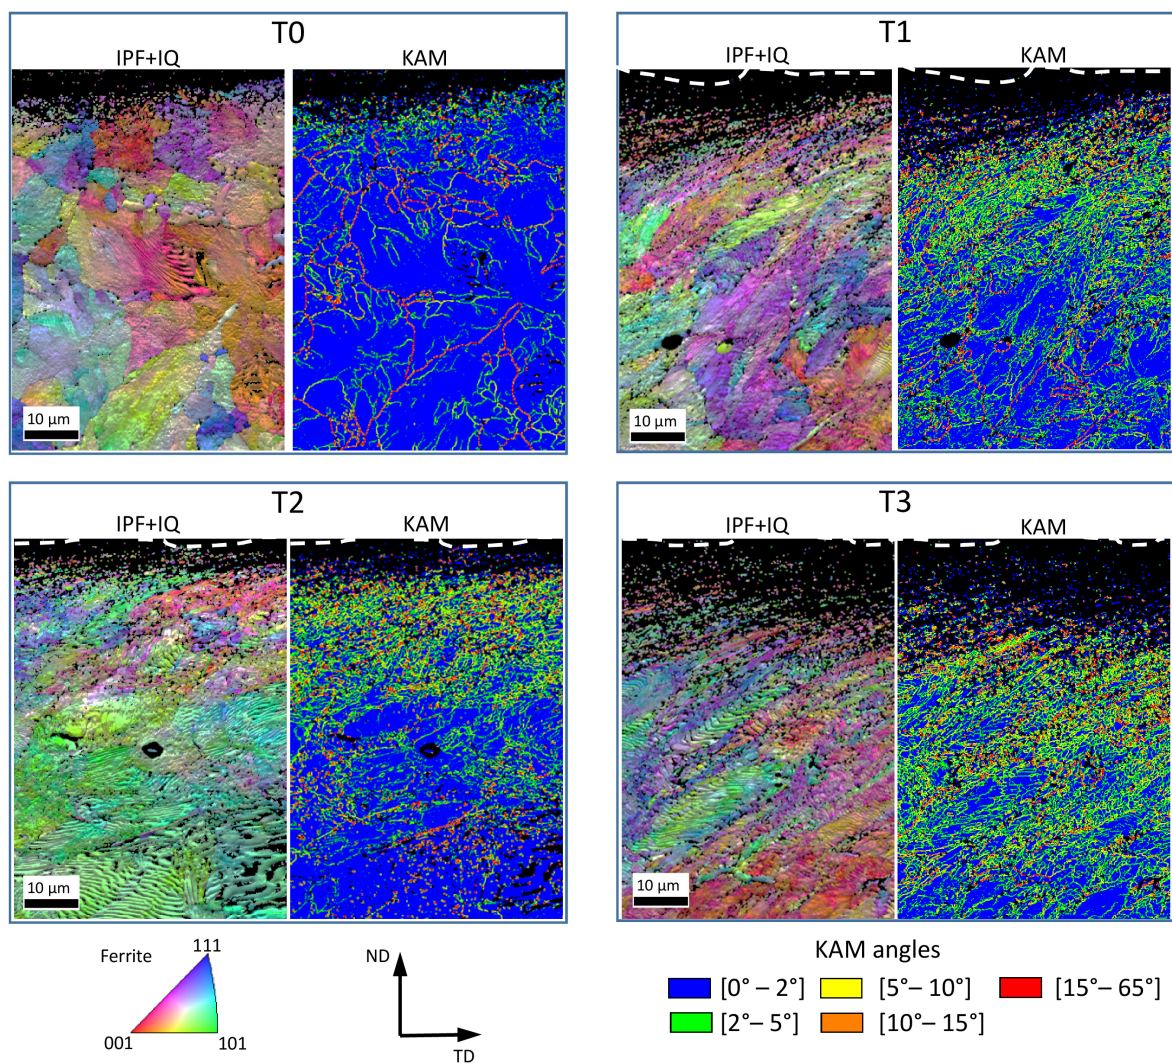 T0
IPF+IQ KAM
10 µm
T1
IPF+IQ KAM
10 µm
T2
IPF+IQ KAM
10 µm
T3
IPF+IQ KAM
10 µm
Ferrite
111
001 101
ND
TD
KAM angles
[0° – 2°] [5°– 10°] [15°– 65°]
[2°– 5°] [10°– 15°]